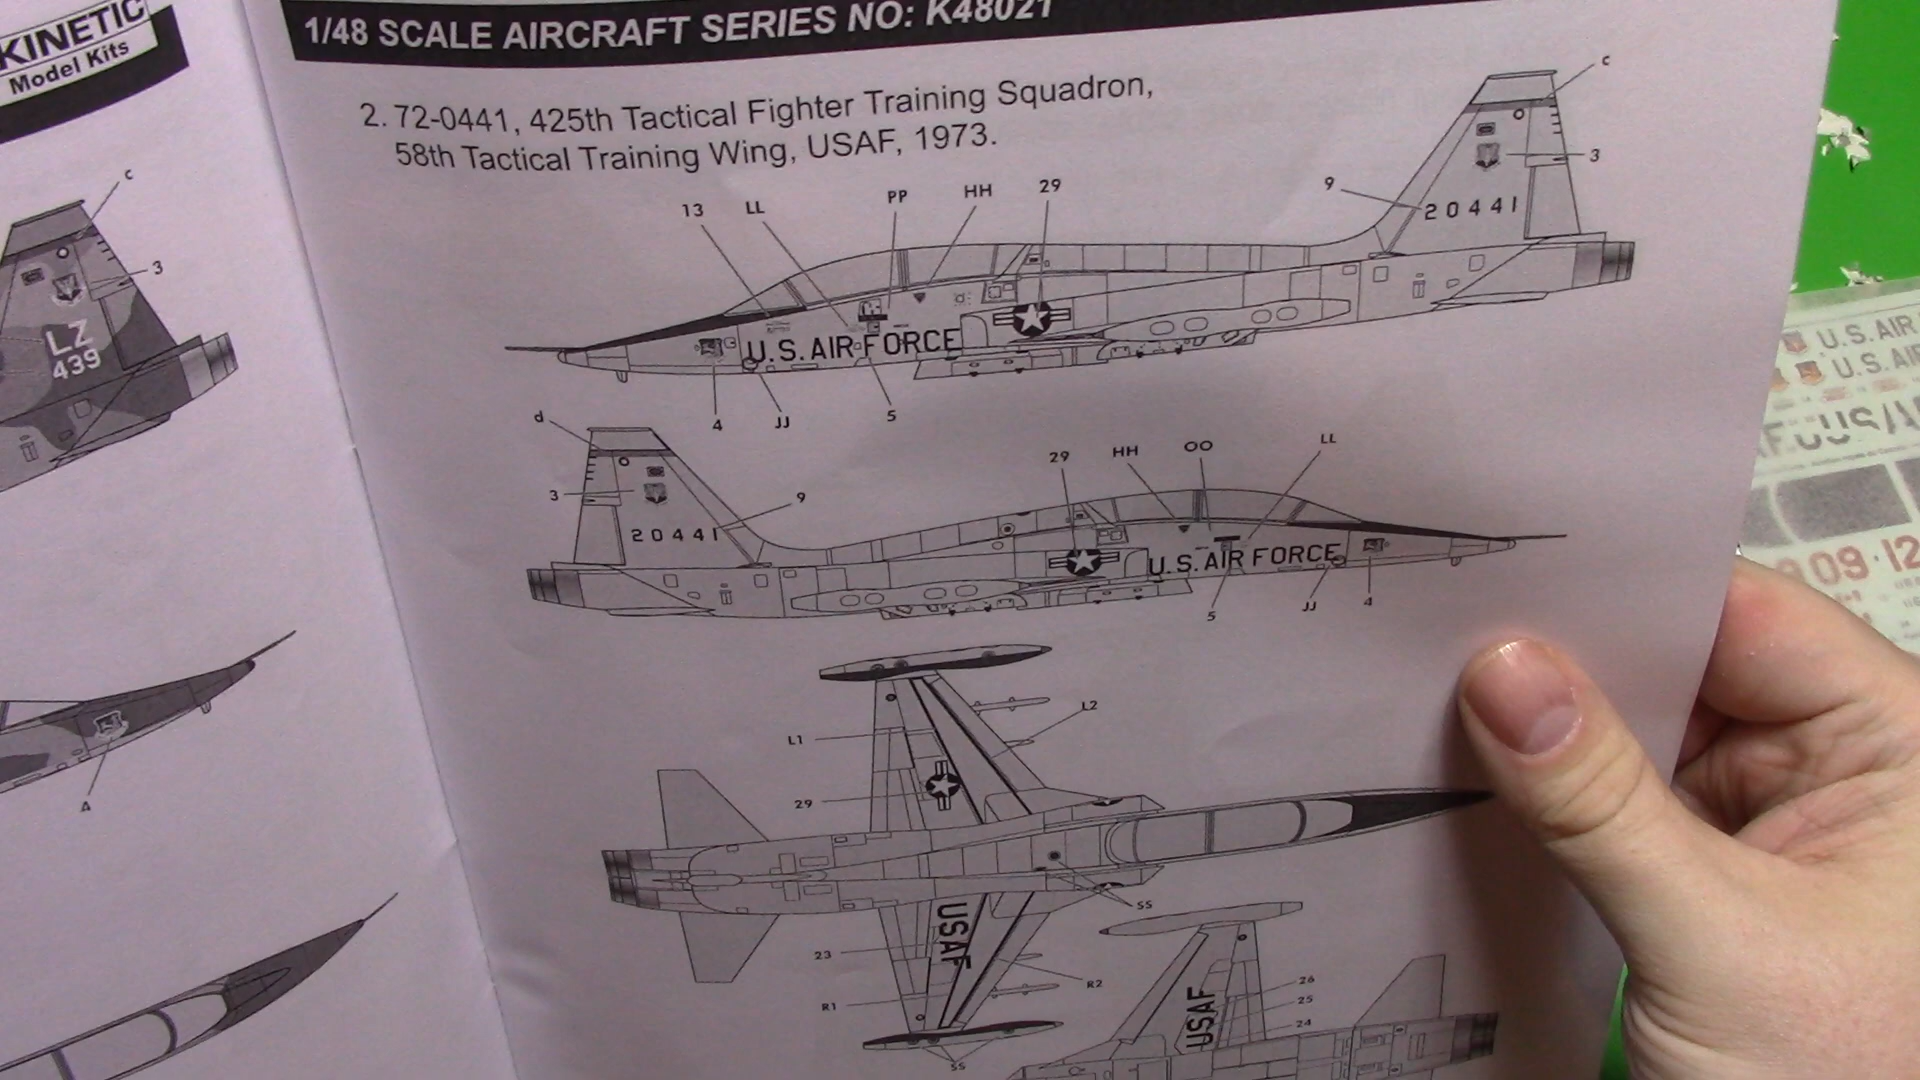 KINETIC
Model Kits
1/48 SCALE AIRCRAFT SERIES NO: K48021
2. 72-0441, 425th Tactical Fighter Training Squadron,
58th Tactical Training Wing, USAF, 1973.
c
3
LZ
439
A
c
3
9
20441
13
LL
PP
HH
29
U.S. AIR FORCE
4
JJ
5
d
3
9
20441
29
HH
OO
LL
U.S. AIR FORCE
5
JJ
4
L1
L2
29
SS
USAF
23
R1
R2
SS
USAF
26
25
24
U.S. AIR
U.S. AIR
09-12